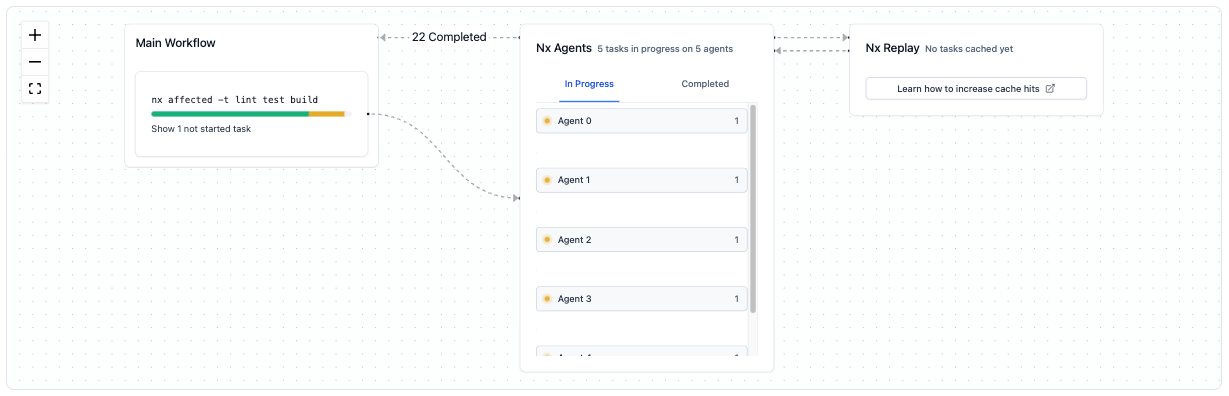 Main Workflow
nx affected -t lint test build
Show 1 not started task
22 Completed
Nx Agents 5 tasks in progress on 5 agents
In Progress Completed
Agent 0 1
Agent 1 1
Agent 2 1
Agent 3 1
Nx Replay No tasks cached yet
Learn how to increase cache hits